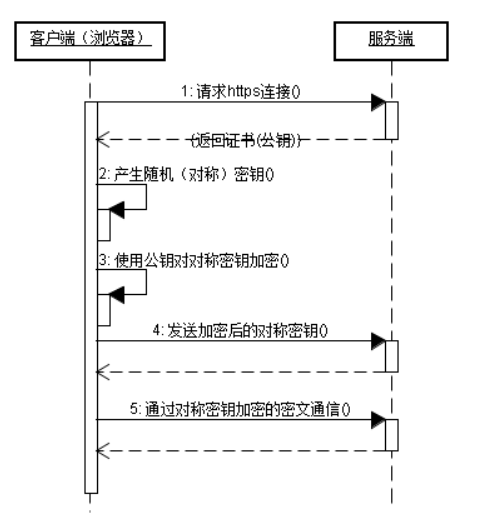 客户端（浏览器）
服务端
1: 请求https连接()
(返回证书(公钥))
2: 产生随机（对称）密钥()
3: 使用公钥对对称密钥加密()
4: 发送加密后的对称密钥()
5: 通过对称密钥加密的密文通信()